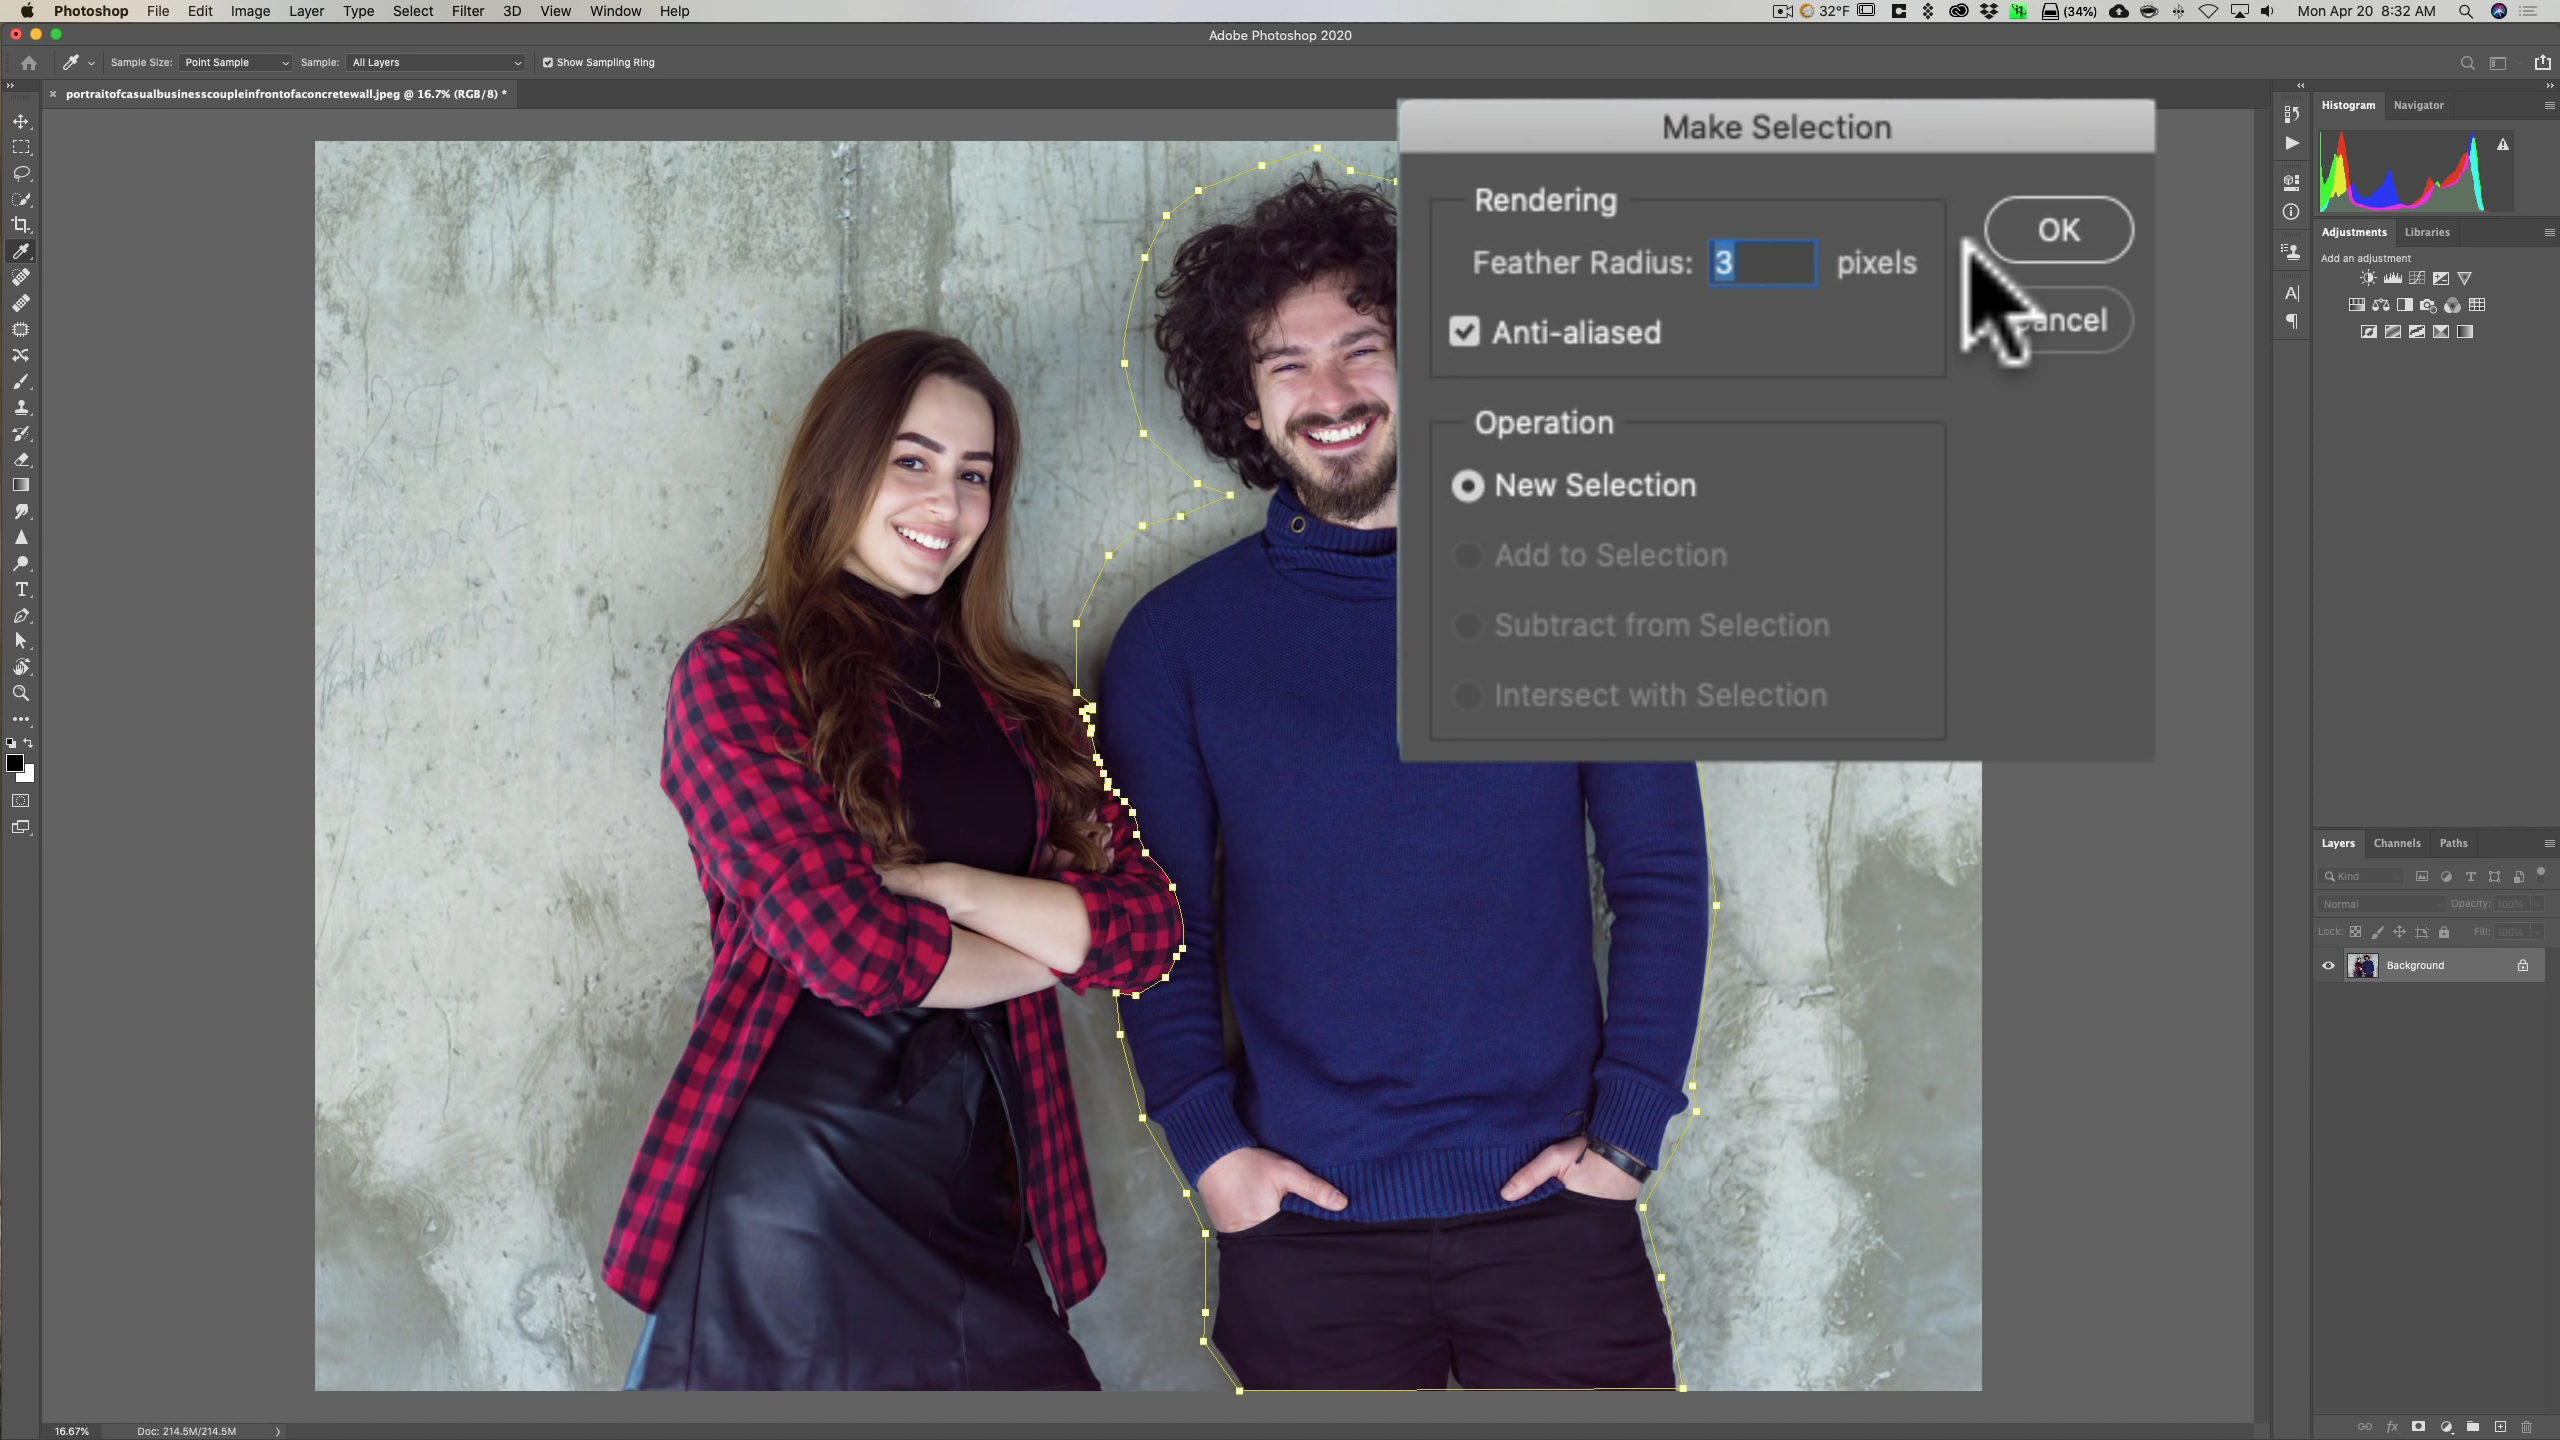 Photoshop File Edit Image Layer Type Select Filter 3D View Window Help 32°F (34%) Mon Apr 20 8:32 AM
Adobe Photoshop 2020
Sample Size: Point Sample Sample: All Layers Show Sampling Ring
portraitofcasualbusinesscoupleinfrontofaconcretewall.jpeg @ 16.7% (RGB/8) *
Histogram Navigator
Make Selection
Rendering
OK
Feather Radius: 3 pixels
ancel
Anti-aliased
Operation
New Selection
Add to Selection
Subtract from Selection
Intersect with Selection
Adjustments Libraries
Add an adjustment
Layers Channels Paths
Kind
Normal Opacity: 100%
Lock: Fill: 100%
Background
16.67% Doc: 214.5M/214.5M